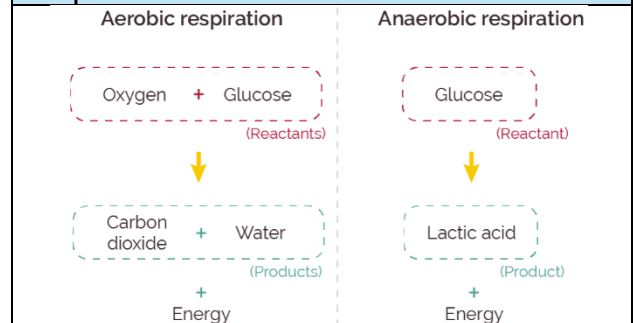 Aerobic respiration
Oxygen + Glucose
(Reactants)
Carbon dioxide + Water
(Products)
+
Energy
Anaerobic respiration
Glucose
(Reactant)
Lactic acid
(Product)
+
Energy